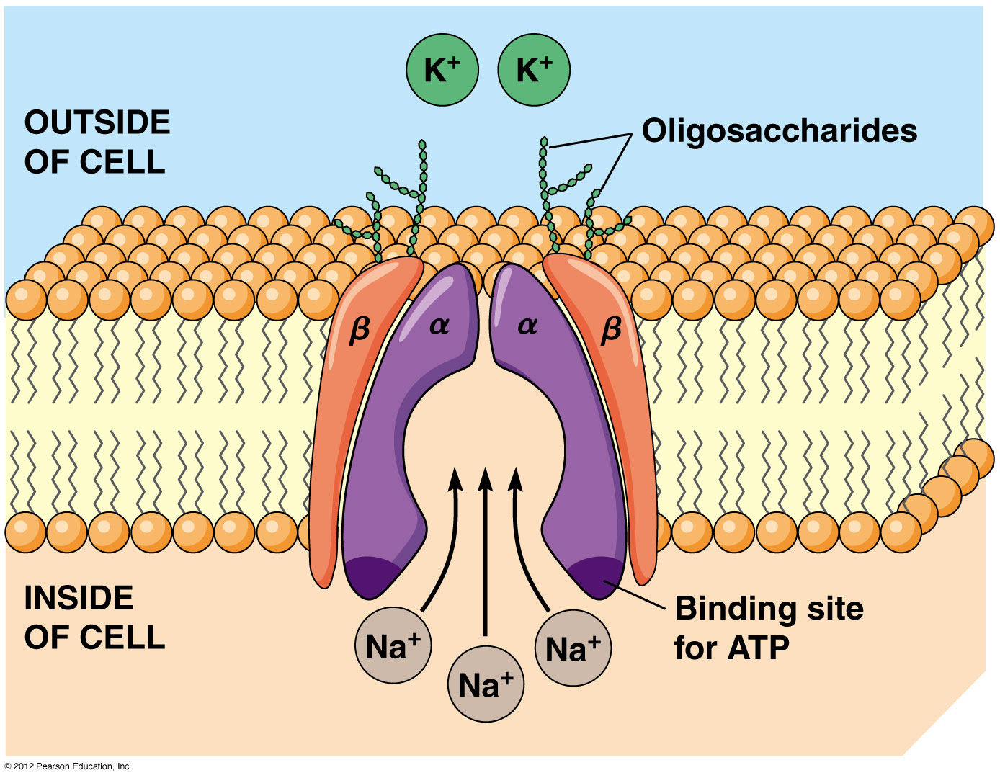 K+ K+
OUTSIDE
OF CELL
Oligosaccharides
β α α β
INSIDE
OF CELL
Binding site
for ATP
Na+ Na+ Na+
© 2012 Pearson Education, Inc.